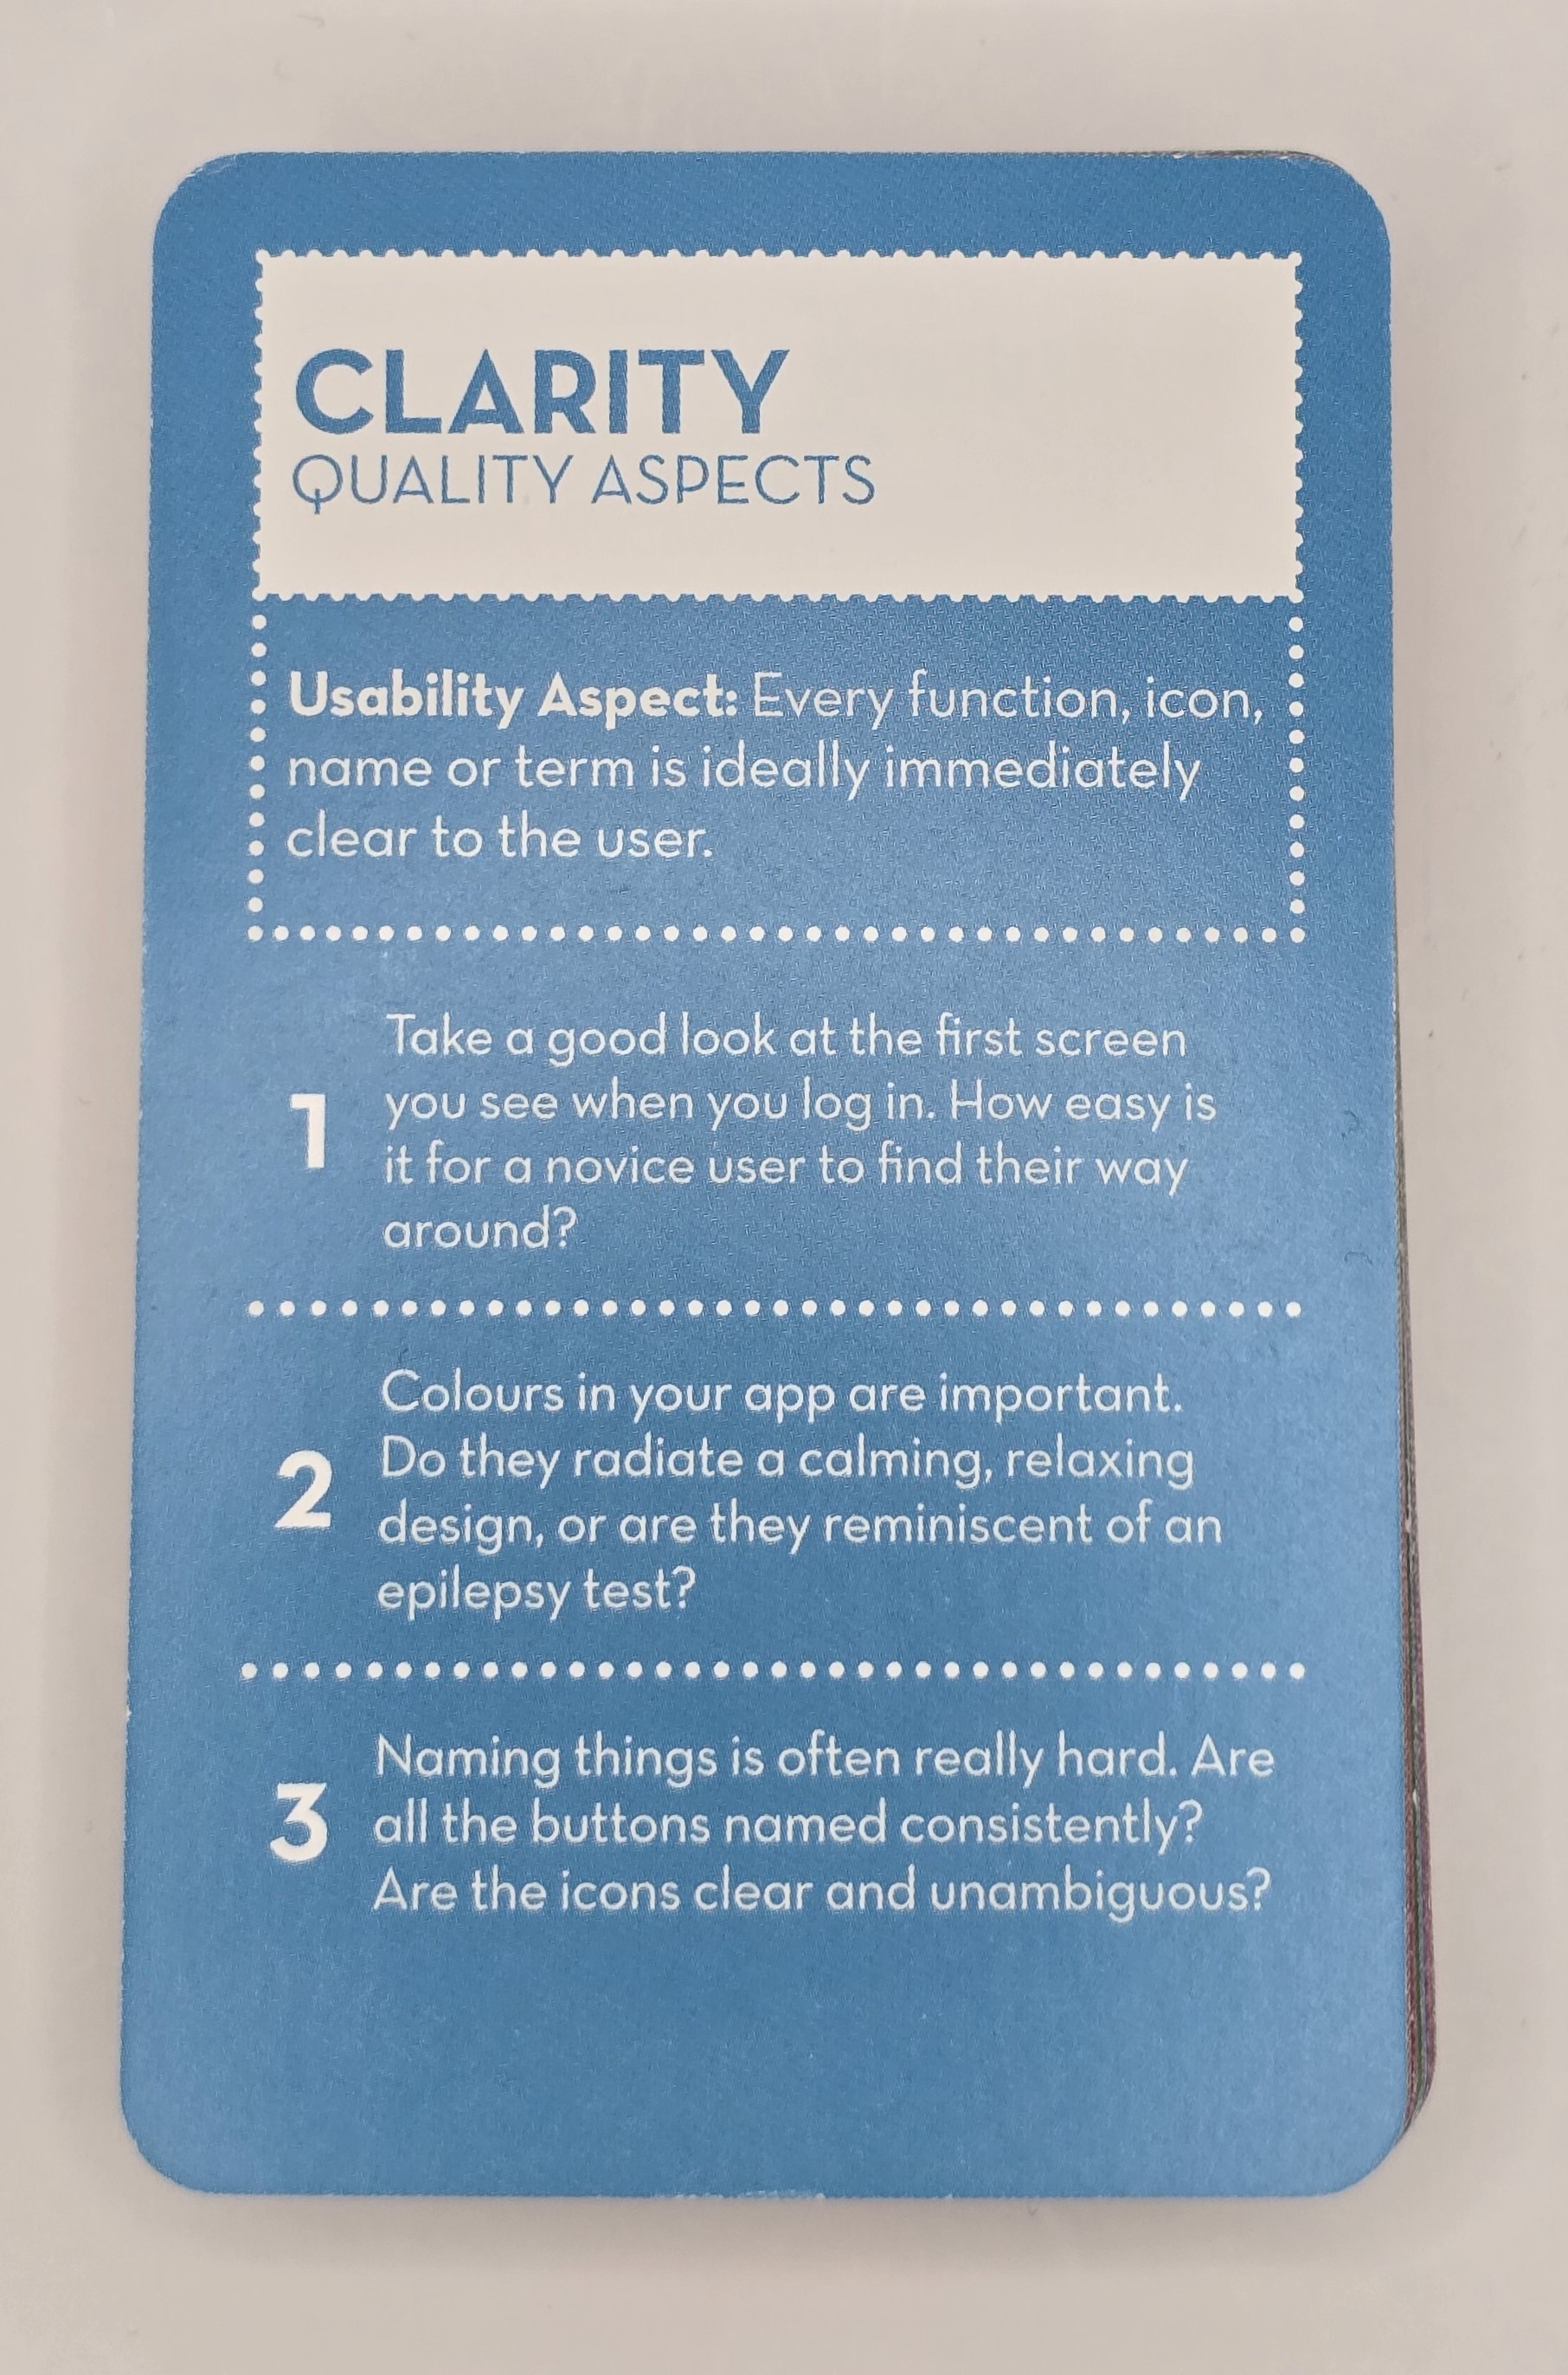 CLARITY
QUALITY ASPECTS
Usability Aspect: Every function, icon,
name or term is ideally immediately
clear to the user.
1
Take a good look at the first screen
you see when you log in. How easy is
it for a novice user to find their way
around?
2
Colours in your app are important.
Do they radiate a calming, relaxing
design, or are they reminiscent of an
epilepsy test?
3
Naming things is often really hard. Are
all the buttons named consistently?
Are the icons clear and unambiguous?